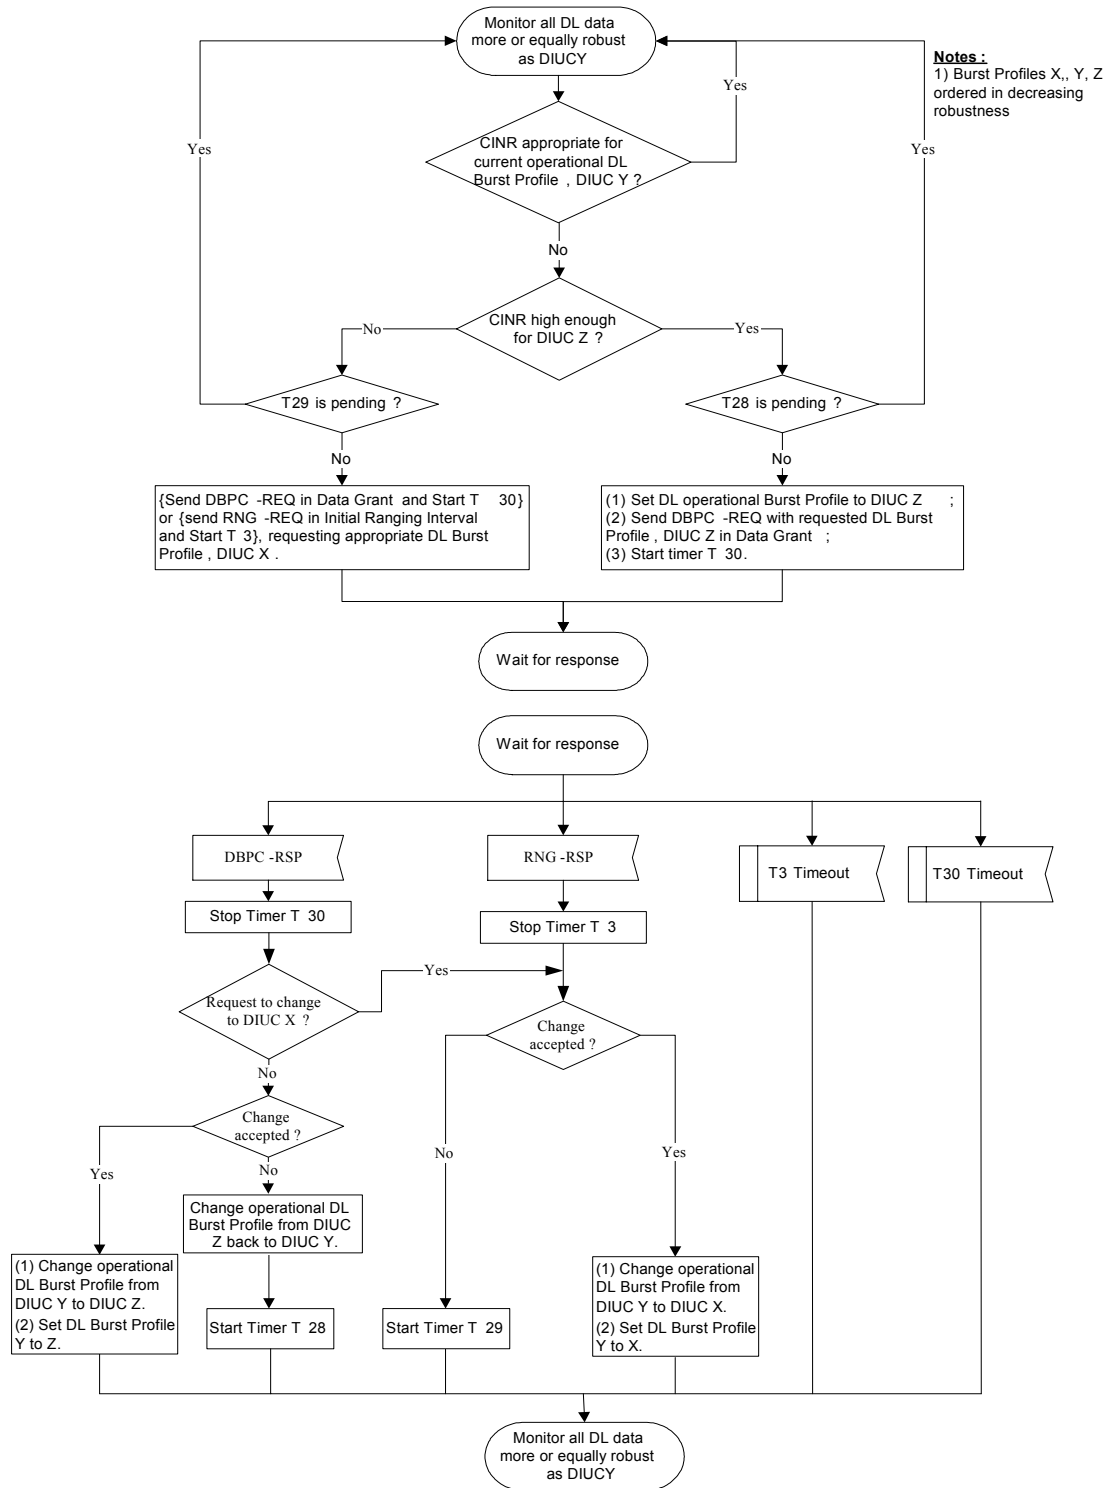 Monitor all DL data
more or equally robust
as DIUCY
Notes :
1) Burst Profiles X,, Y, Z
ordered in decreasing
robustness
Yes
Yes
Yes
CINR appropriate for
current operational DL
Burst Profile , DIUC Y ?
No
CINR high enough
for DIUC Z ?
No
Yes
T29 is pending ?
T28 is pending ?
No
No
{Send DBPC -REQ in Data Grant and Start T 30}
or {send RNG -REQ in Initial Ranging Interval
and Start T 3}, requesting appropriate DL Burst
Profile , DIUC X .
(1) Set DL operational Burst Profile to DIUC Z ;
(2) Send DBPC -REQ with requested DL Burst
Profile , DIUC Z in Data Grant ;
(3) Start timer T 30.
Wait for response
Wait for response
DBPC -RSP
RNG -RSP
T3 Timeout
T30 Timeout
Stop Timer T 30
Stop Timer T 3
Yes
Request to change
to DIUC X ?
Change
accepted ?
No
Change
accepted ?
Yes
No
No
Yes
Change operational DL
Burst Profile from DIUC
Z back to DIUC Y.
(1) Change operational
DL Burst Profile from
DIUC Y to DIUC Z.
(2) Set DL Burst Profile
Y to Z.
Start Timer T 28
Start Timer T 29
(1) Change operational
DL Burst Profile from
DIUC Y to DIUC X.
(2) Set DL Burst Profile
Y to X.
Monitor all DL data
more or equally robust
as DIUCY